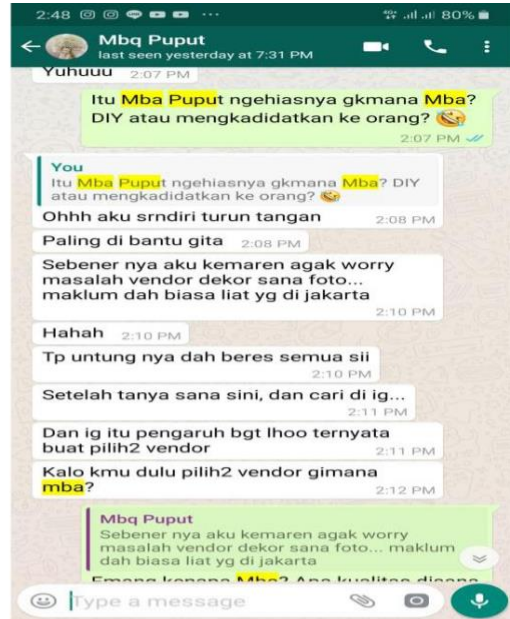 2:48 80%
Mbq Puput
last seen yesterday at 7:31 PM
Yuhuuu 2:07 PM
Itu Mba Puput ngehiasnya gkmana Mba?
DIY atau mengkadidatkan ke orang?
2:07 PM
You
Itu Mba Puput ngehiasnya gkmana Mba? DIY
atau mengkadidatkan ke orang?
Ohhh aku srndiri turun tangan 2:08 PM
Paling di bantu gita 2:08 PM
Sebener nya aku kemaren agak worry
masalah vendor dekor sana foto...
maklum dah biasa liat yg di jakarta
2:10 PM
Hahah 2:10 PM
Tp untung nya dah beres semua sii
2:10 PM
Setelah tanya sana sini, dan cari di ig...
2:11 PM
Dan ig itu pengaruh bgt lhoo ternyata
buat pilih2 vendor 2:11 PM
Kalo kmu dulu pilih2 vendor gimana
mba? 2:12 PM
Mbq Puput
Sebener nya aku kemaren agak worry
masalah vendor dekor sana foto... maklum
dah biasa liat yg di jakarta
Emang kenapa Mba? Apa kualitas disana
Type a message